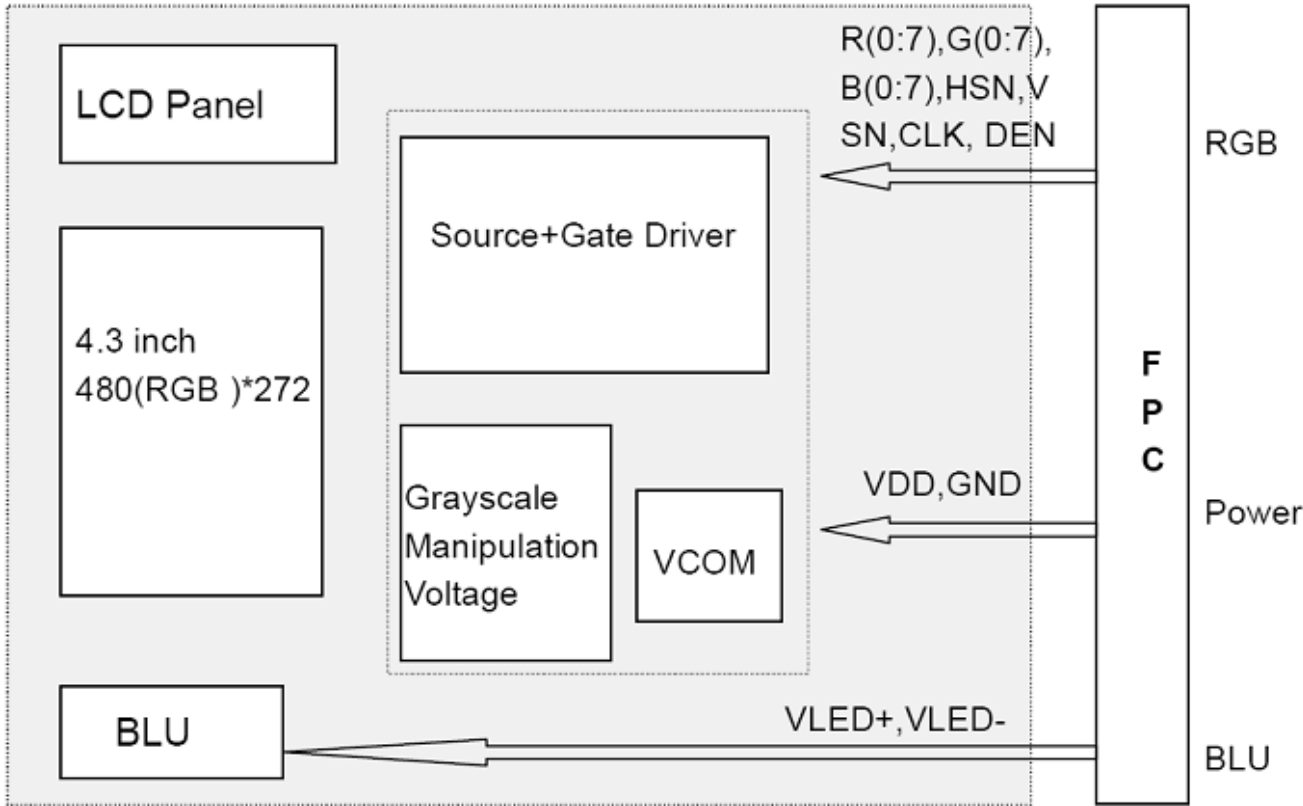 LCD Panel
4.3 inch
480(RGB )*272
BLU
Source+Gate Driver
Grayscale
Manipulation
Voltage
VCOM
R(0:7),G(0:7),
B(0:7),HSN,V
SN,CLK, DEN
VDD,GND
VLED+,VLED-
F
P
C
RGB
Power
BLU